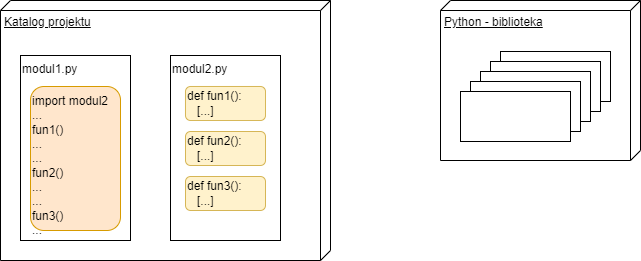 Katalog projektu
modul1.py
import modul2
...
fun1()
...
...
fun2()
...
...
fun3()
...
modul2.py
def fun1():
[...]
def fun2():
[...]
def fun3():
[...]
Python - biblioteka